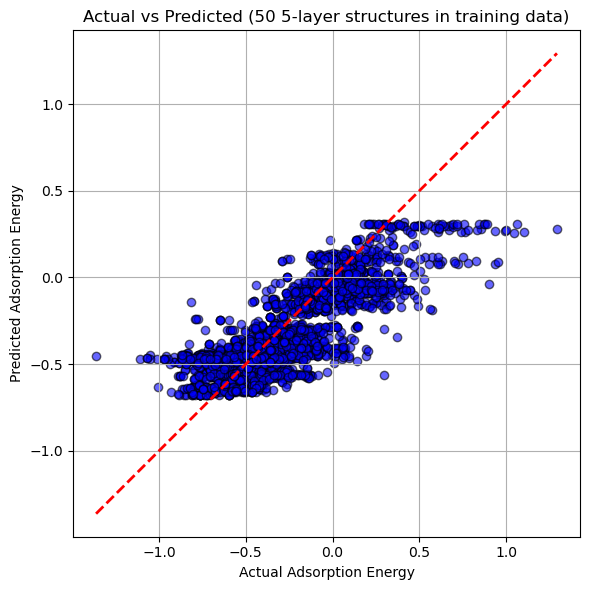 Actual vs Predicted (50 5-layer structures in training data)
Predicted Adsorption Energy
1.0
0.5
0.0
−0.5
−1.0
−1.0 −0.5 0.0 0.5 1.0
Actual Adsorption Energy